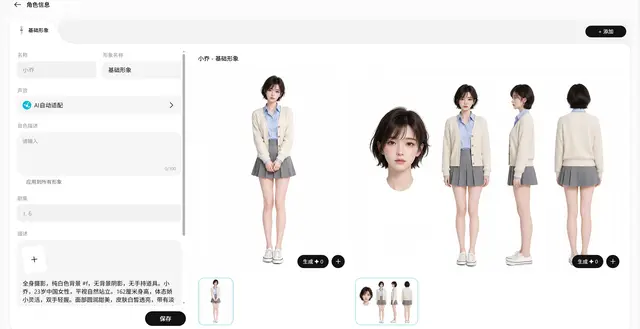 角色信息
基础形象
+ 添加
名称
形象名称
小乔
基础形象
声音
AI自动适配
音色描述
请输入
应用到所有形象
剧集
1, 6
描述
全身摄影，纯白色背景 #f，无背景阴影，无手持道具。小
乔，23岁中国女性，平视自然站立。162厘米身高，体态娇
小灵活，双手轻握。面部圆润甜美，皮肤白皙透亮，带有淡
保存
小乔 - 基础形象
生成 0
生成 0